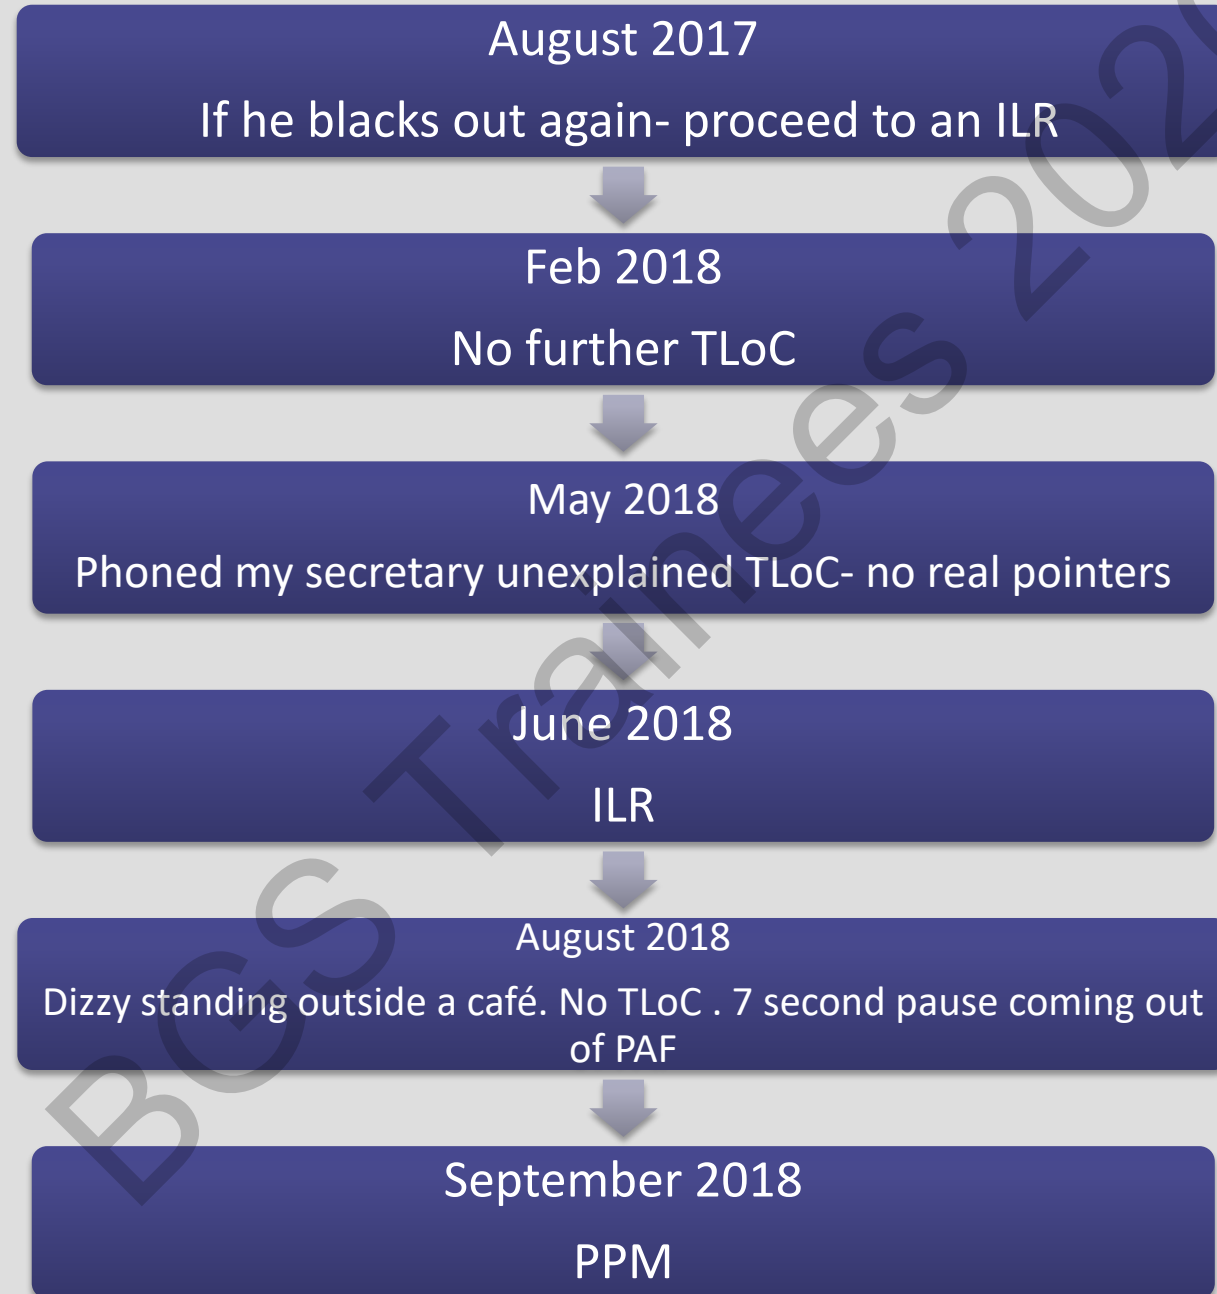 August 2017
If he blacks out again- proceed to an ILR
Feb 2018
No further TLoC
May 2018
Phoned my secretary unexplained TLoC- no real pointers
June 2018
ILR
August 2018
Dizzy standing outside a café. No TLoC . 7 second pause coming out
of PAF
September 2018
PPM
BGS Trainees